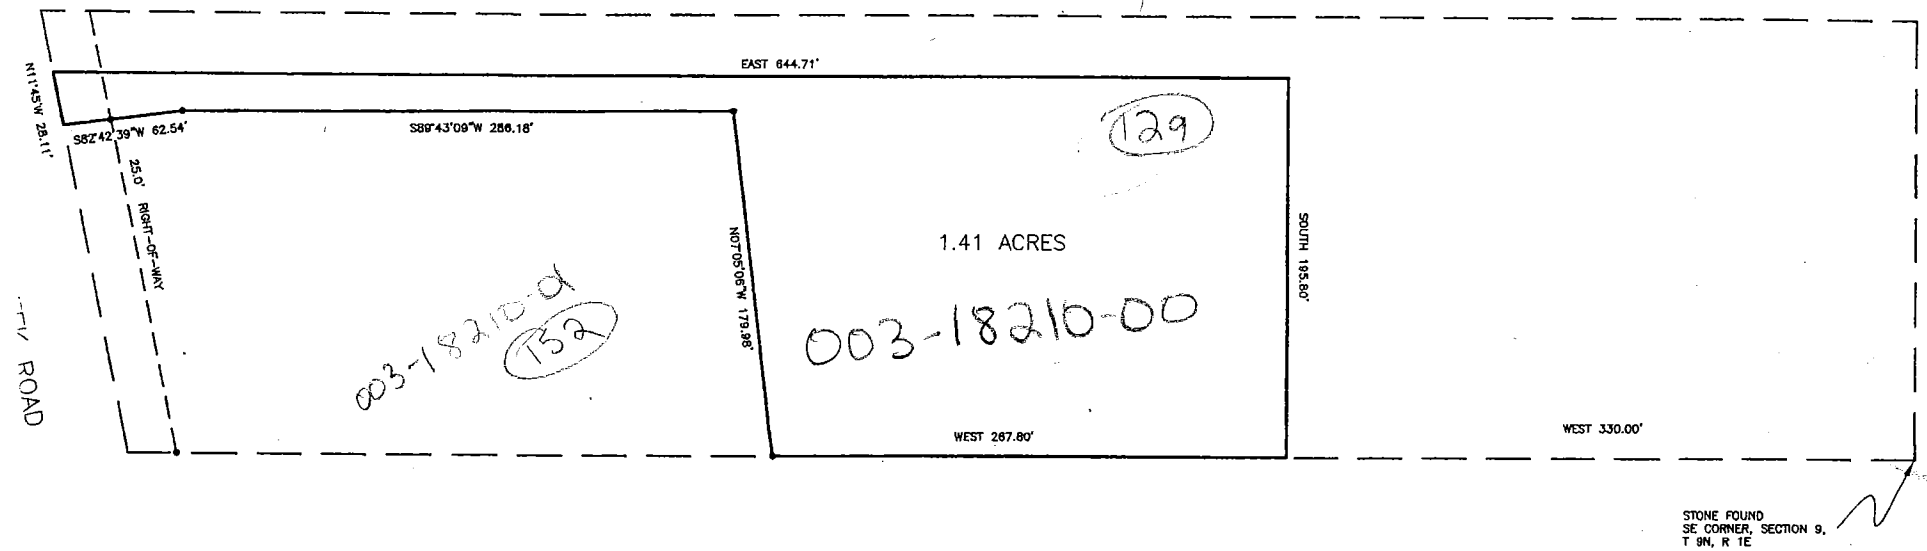 EAST 644.71'
N11°45'W 28.11'
S82°42'39"W 62.54'
S89°43'09"W 286.18'
129
25.0' RIGHT-OF-WAY
1.41 ACRES
SOUTH 195.80'
N07°05'06"W 179.98'
003-18210-00
003-18210-01
132
ROAD
WEST 267.80'
WEST 330.00'
STONE FOUND
SE CORNER, SECTION 9,
T 9N, R 1E